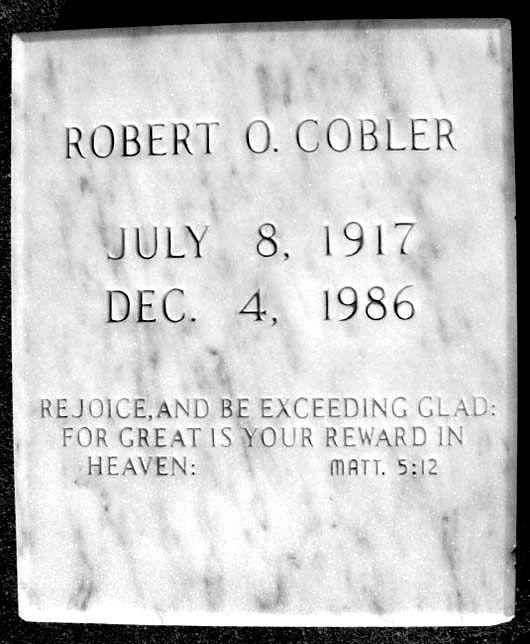 ROBERT O. COBLER
JULY 8, 1917
DEC. 4, 1986
REJOICE, AND BE EXCEEDING GLAD:
FOR GREAT IS YOUR REWARD IN
HEAVEN: MATT. 5:12